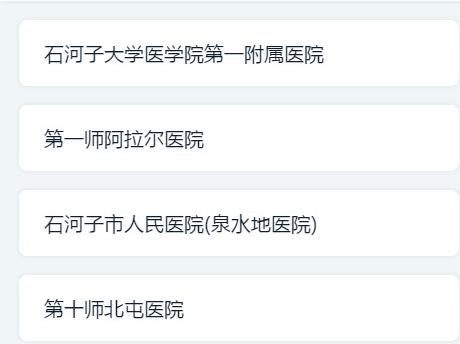 石河子大学医学院第一附属医院
第一师阿拉尔医院
石河子市人民医院(泉水地医院)
第十师北屯医院